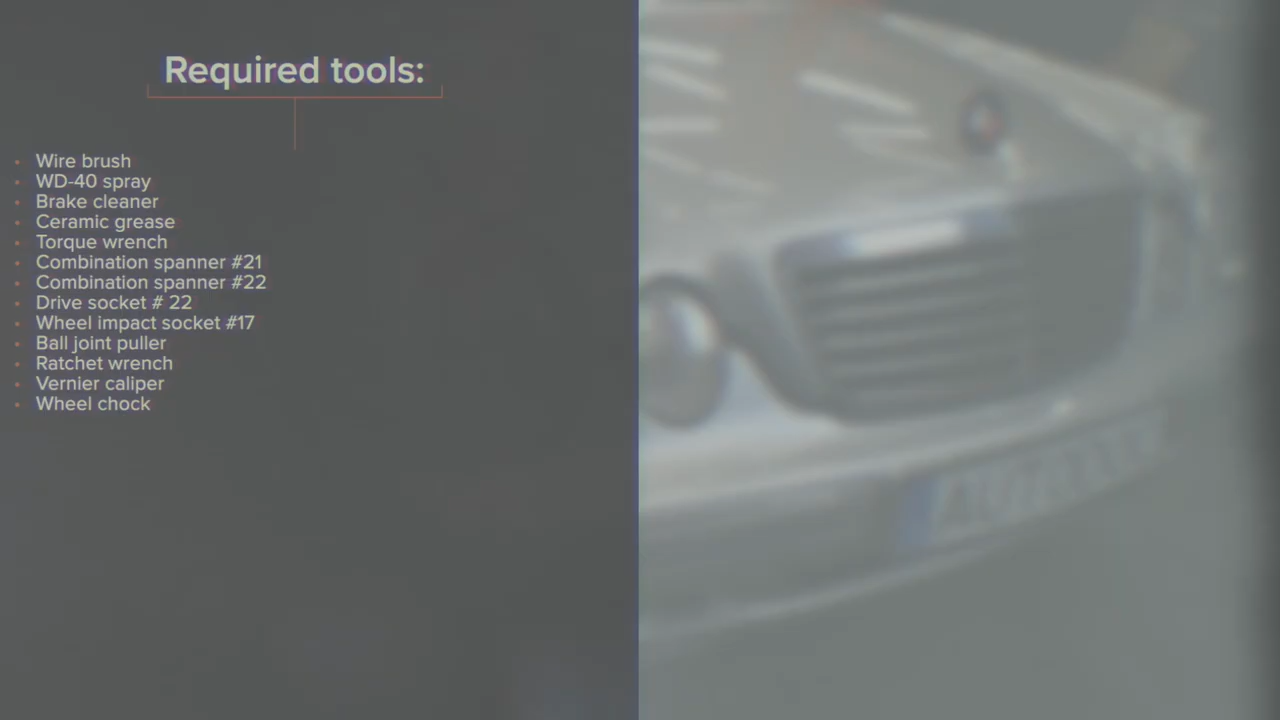 Required tools:
Wire brush
WD-40 spray
Brake cleaner
Ceramic grease
Torque wrench
Combination spanner #21
Combination spanner #22
Drive socket # 22
Wheel impact socket #17
Ball joint puller
Ratchet wrench
Vernier caliper
Wheel chock